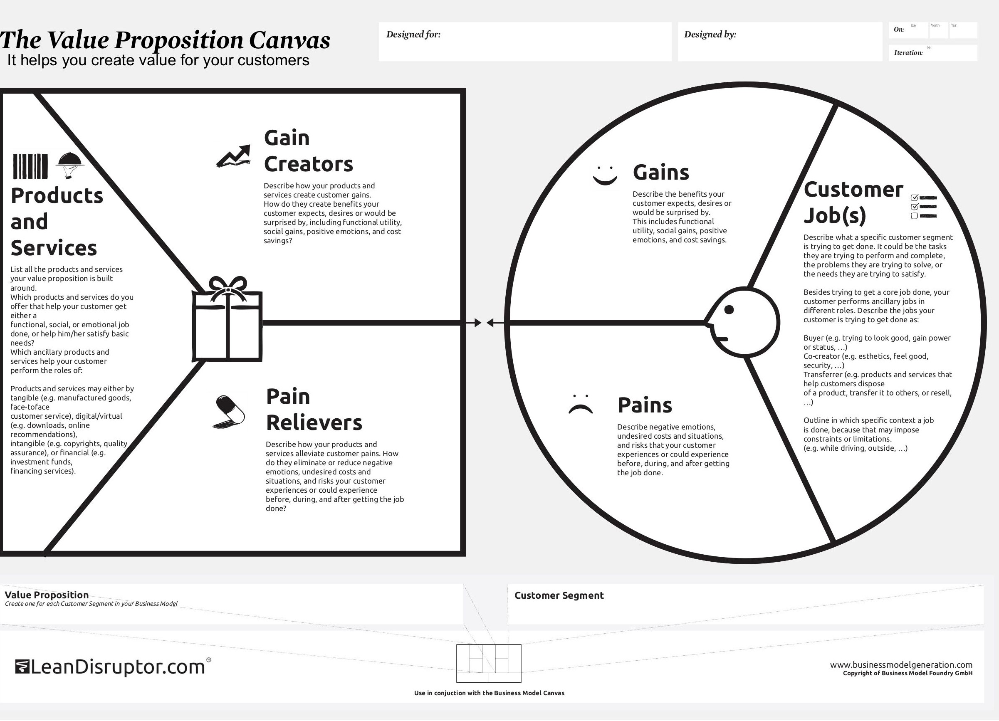 The Value Proposition Canvas
It helps you create value for your customers
Designed for:
Designed by:
On:
Day
Month
Year
Iteration:
No.
Products
and
Services
List all the products and services
your value proposition is built
around.
Which products and services do you
offer that help your customer get
either a
functional, social, or emotional job
done, or help him/her satisfy basic
needs?
Which ancillary products and
services help your customer
perform the roles of:
Products and services may either by
tangible (e.g. manufactured goods,
face-toface
customer service), digital/virtual
(e.g. downloads, online
recommendations),
intangible (e.g. copyrights, quality
assurance), or financial (e.g.
investment funds,
financing services).
Gain
Creators
Describe how your products and
services create customer gains.
How do they create benefits your
customer expects, desires or would be
surprised by, including functional utility,
social gains, positive emotions, and cost
savings?
Pain
Relievers
Describe how your products and
services alleviate customer pains. How
do they eliminate or reduce negative
emotions, undesired costs and
situations, and risks your customer
experiences or could experience
before, during, and after getting the job
done?
Gains
Describe the benefits your
customer expects, desires or
would be surprised by.
This includes functional
utility, social gains, positive
emotions, and cost savings.
Pains
Describe negative emotions,
undesired costs and situations,
and risks that your customer
experiences or could experience
before, during, and after getting
the job done.
Customer
Job(s)
Describe what a specific customer segment
is trying to get done. It could be the tasks
they are trying to perform and complete,
the problems they are trying to solve, or
the needs they are trying to satisfy.
Besides trying to get a core job done, your
customer performs ancillary jobs in
different roles. Describe the jobs your
customer is trying to get done as:
Buyer (e.g. trying to look good, gain power
or status, …)
Co-creator (e.g. esthetics, feel good,
security, …)
Transferrer (e.g. products and services that
help customers dispose
of a product, transfer it to others, or resell,
…)
Outline in which specific context a job
is done, because that may impose
constraints or limitations.
(e.g. while driving, outside, …)
Value Proposition
Create one for each Customer Segment in your Business Model
Customer Segment
LeanDisruptor.com
Use in conjuction with the Business Model Canvas
www.businessmodelgeneration.com
Copyright of Business Model Foundry GmbH